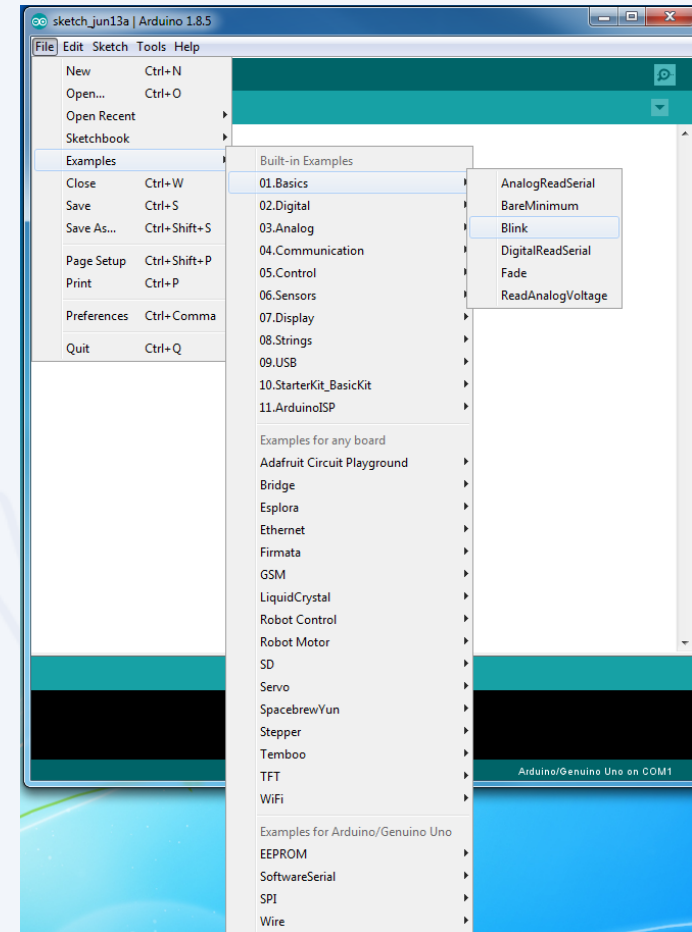 sketch_jun13a | Arduino 1.8.5
File Edit Sketch Tools Help
New Ctrl+N
Open... Ctrl+O
Open Recent
Sketchbook
Examples
Close Ctrl+W
Save Ctrl+S
Save As... Ctrl+Shift+S
Page Setup Ctrl+Shift+P
Print Ctrl+P
Preferences Ctrl+Comma
Quit Ctrl+Q
Built-in Examples
01.Basics
02.Digital
03.Analog
04.Communication
05.Control
06.Sensors
07.Display
08.Strings
09.USB
10.StarterKit_BasicKit
11.ArduinoISP
Examples for any board
Adafruit Circuit Playground
Bridge
Esplora
Ethernet
Firmata
GSM
LiquidCrystal
Robot Control
Robot Motor
SD
Servo
SpacebrewYun
Stepper
Temboo
TFT
WiFi
Examples for Arduino/Genuino Uno
EEPROM
SoftwareSerial
SPI
Wire
AnalogReadSerial
BareMinimum
Blink
DigitalReadSerial
Fade
ReadAnalogVoltage
Arduino/Genuino Uno on COM1